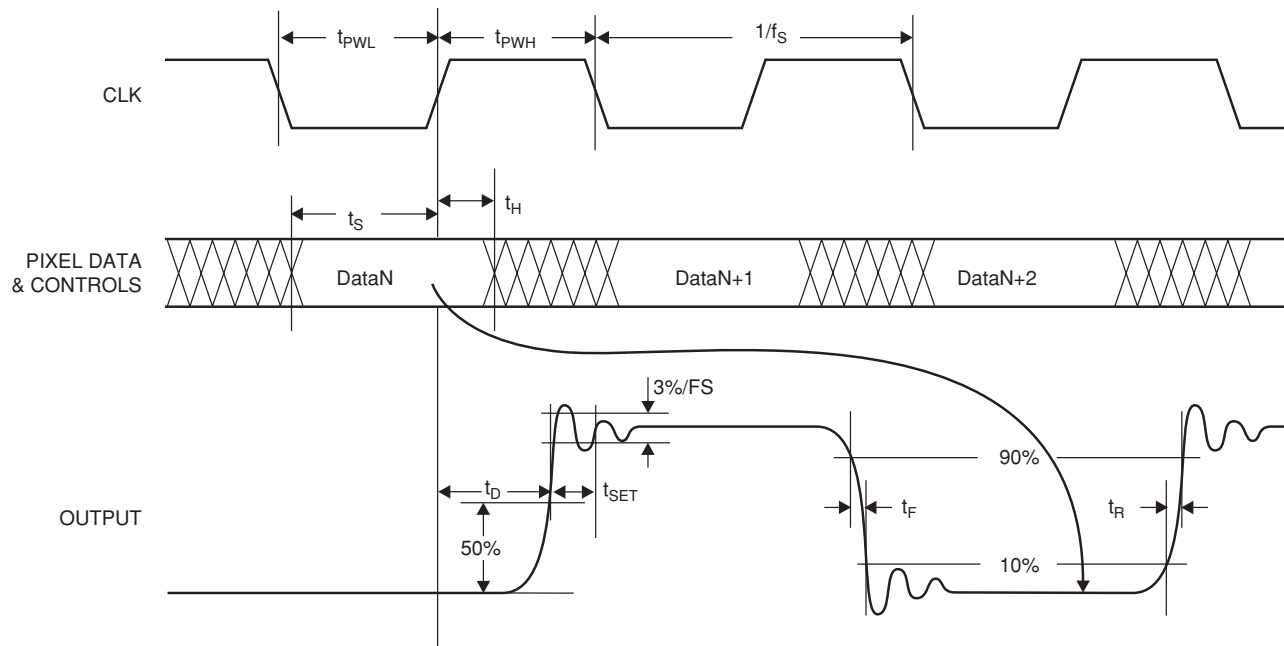 t_PWL t_PWH 1/f_S
CLK
t_S t_H
PIXEL DATA
& CONTROLS
DataN DataN+1 DataN+2
3%/FS
90%
t_D t_SET
t_F t_R
OUTPUT
50%
10%